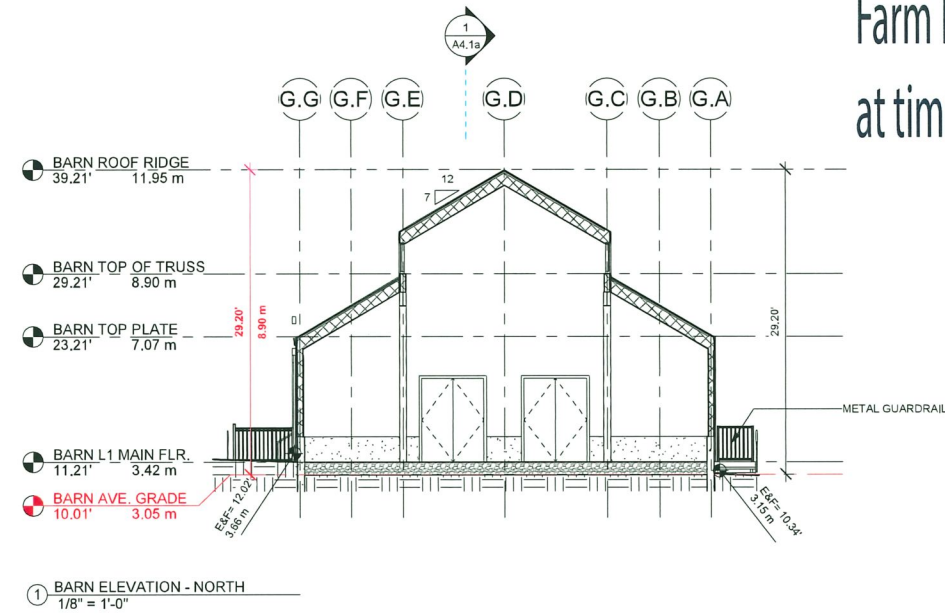 Farm
at tim
1
A4.1a
G.G G.F G.E G.D G.C G.B G.A
BARN ROOF RIDGE
39.21' 11.95 m
12
7
BARN TOP OF TRUSS
29.21' 8.90 m
29.20'
8.90 m
29.20'
BARN TOP PLATE
23.21' 7.07 m
METAL GUARDRAIL
BARN L1 MAIN FLR.
11.21' 3.42 m
BARN AVE. GRADE
10.01' 3.05 m
E&F= 12.02'
3.66 m
E&F= 10.34'
3.15 m
1 BARN ELEVATION - NORTH
1/8" = 1'-0"